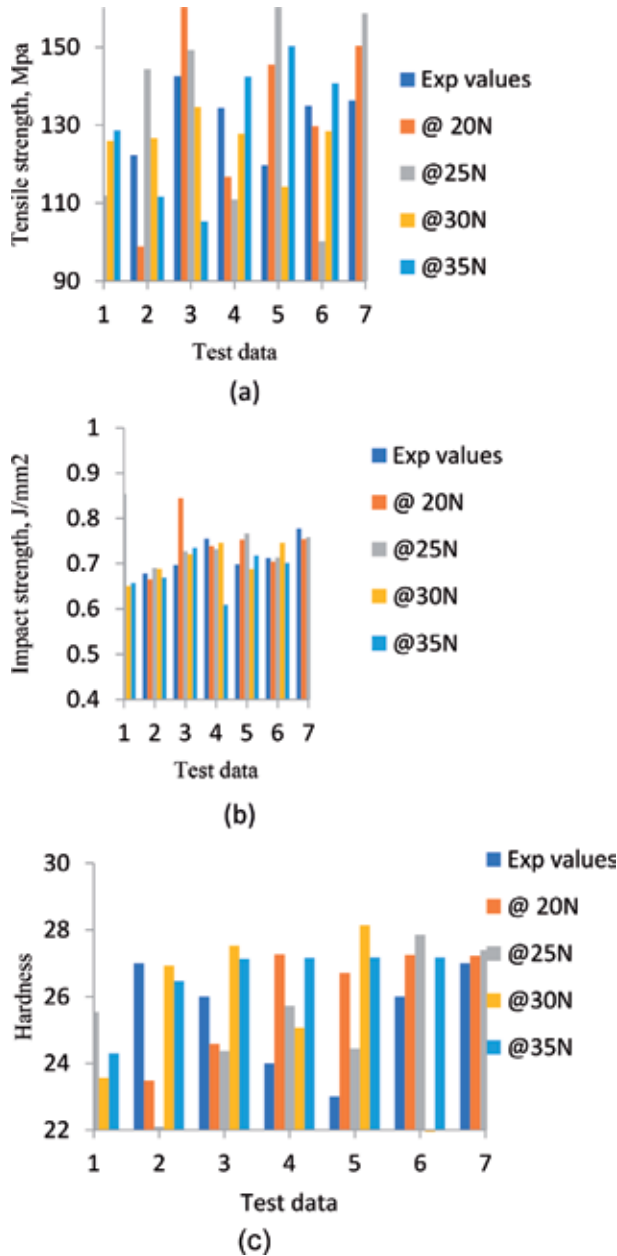 Tensile strength, Mpa
150
130
110
90
1 2 3 4 5 6 7
Test data
Exp values
@ 20N
@25N
@30N
@35N
(a)
Impact strength, J/mm2
1
0.9
0.8
0.7
0.6
0.5
0.4
1 2 3 4 5 6 7
Test data
Exp values
@ 20N
@25N
@30N
@35N
(b)
Hardness
30
28
26
24
22
1 2 3 4 5 6 7
Test data
Exp values
@ 20N
@25N
@30N
@35N
(c)